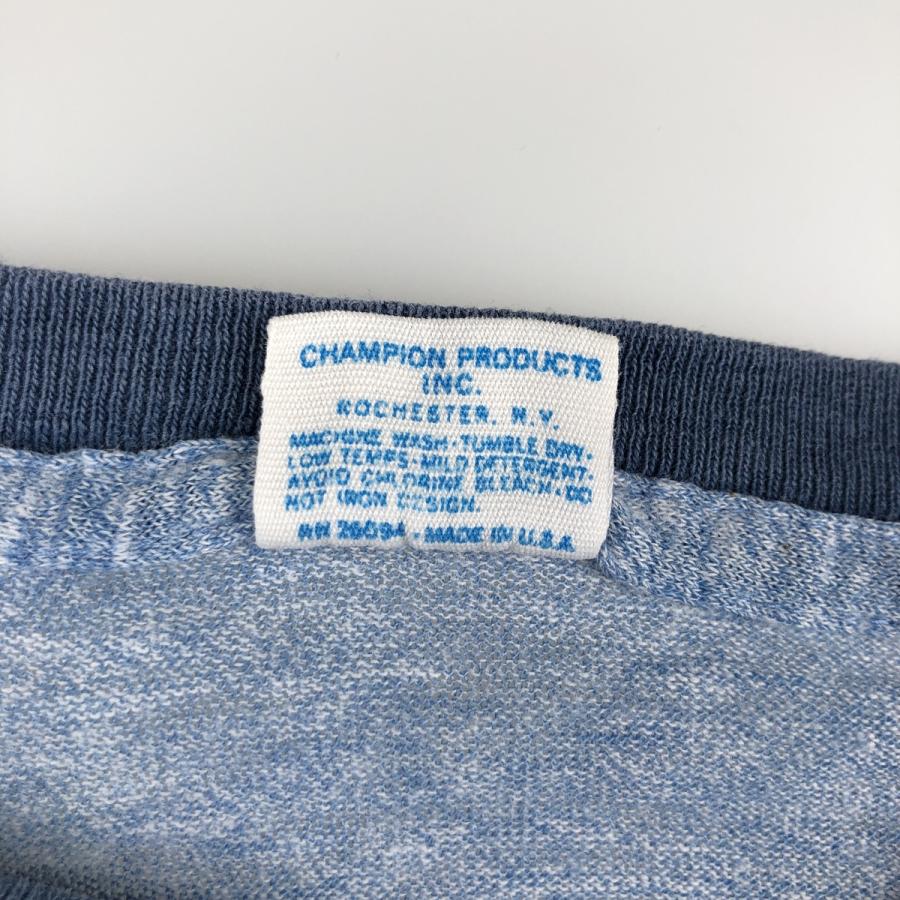 CHAMPION PRODUCTS
INC.
ROCHESTER, N.Y.
MACHINE WASH-TUMBLE DRY-
LOW TEMPS-MILD DETERGENT.
AVOID CHLORINE BLEACH-DO
NOT IRON DESIGN.
RN 26094-MADE IN U.S.A.